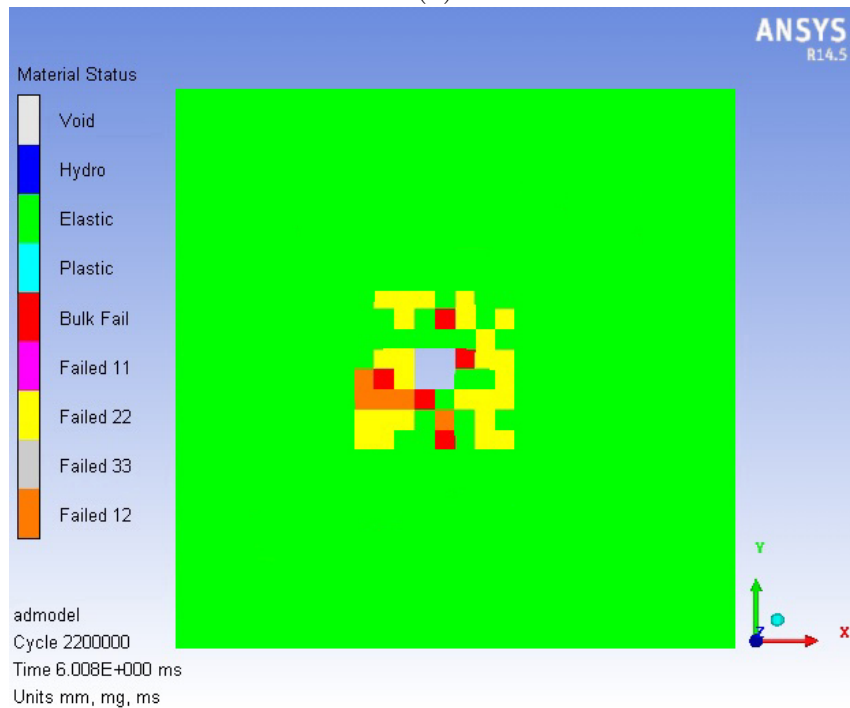 ANSYS
R14.5
Material Status
Void
Hydro
Elastic
Plastic
Bulk Fail
Failed 11
Failed 22
Failed 33
Failed 12
Y
Z
X
admodel
Cycle 2200000
Time 6.008E+000 ms
Units mm, mg, ms